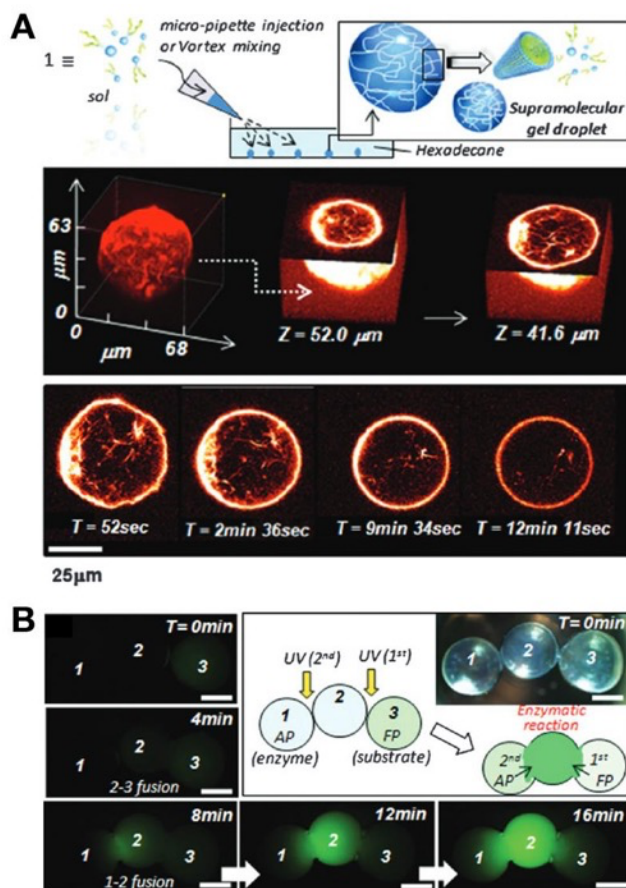 A
1 ≡
sol
micro-pipette injection
or Vortex mixing
Supramolecular
gel droplet
Hexadecane
63
μm
0
0
μm
68
Z = 52.0 μm
Z = 41.6 μm
T = 52sec
T = 2min 36sec
T = 9min 34sec
T = 12min 11sec
25μm
B
T= 0min
1
2
3
4min
2
1
3
2-3 fusion
UV (2nd)
UV (1st)
2
1
AP
(enzyme)
3
FP
(substrate)
T= 0min
1
2
3
Enzymatic
reaction
2nd
AP
1st
FP
8min
2
1
3
1-2 fusion
12min
2
1
3
16min
2
1
3